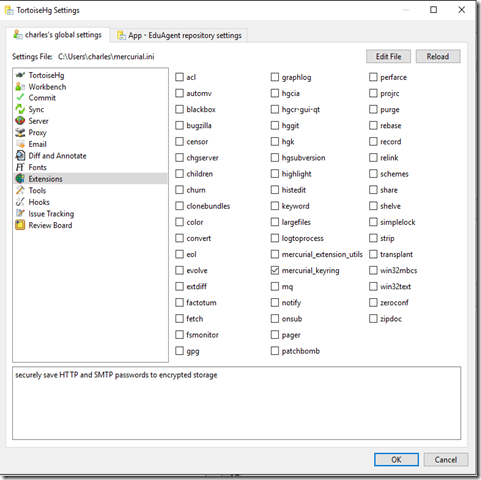 TortoiseHg Settings
charles's global settings
App - EduAgent repository settings
Settings File: C:\Users\charles\mercurial.ini
Edit File
Reload
TortoiseHg
Workbench
Commit
Sync
Server
Proxy
Email
Diff and Annotate
Fonts
Extensions
Tools
Hooks
Issue Tracking
Review Board
acl
automv
blackbox
bugzilla
censor
chgserver
children
churn
clonebundles
color
convert
eol
evolve
extdiff
factotum
fetch
fsmonitor
gpg
graphlog
hgcia
hgcr-gui-qt
hggit
hgk
hgsubversion
highlight
histedit
keyword
largefiles
logtoprocess
mercurial_extension_utils
mercurial_keyring
mq
notify
onsub
pager
patchbomb
perfarce
projrc
purge
rebase
record
relink
schemes
share
shelve
simplelock
strip
transplant
win32mbcs
win32text
zeroconf
zipdoc
securely save HTTP and SMTP passwords to encrypted storage
OK
Cancel